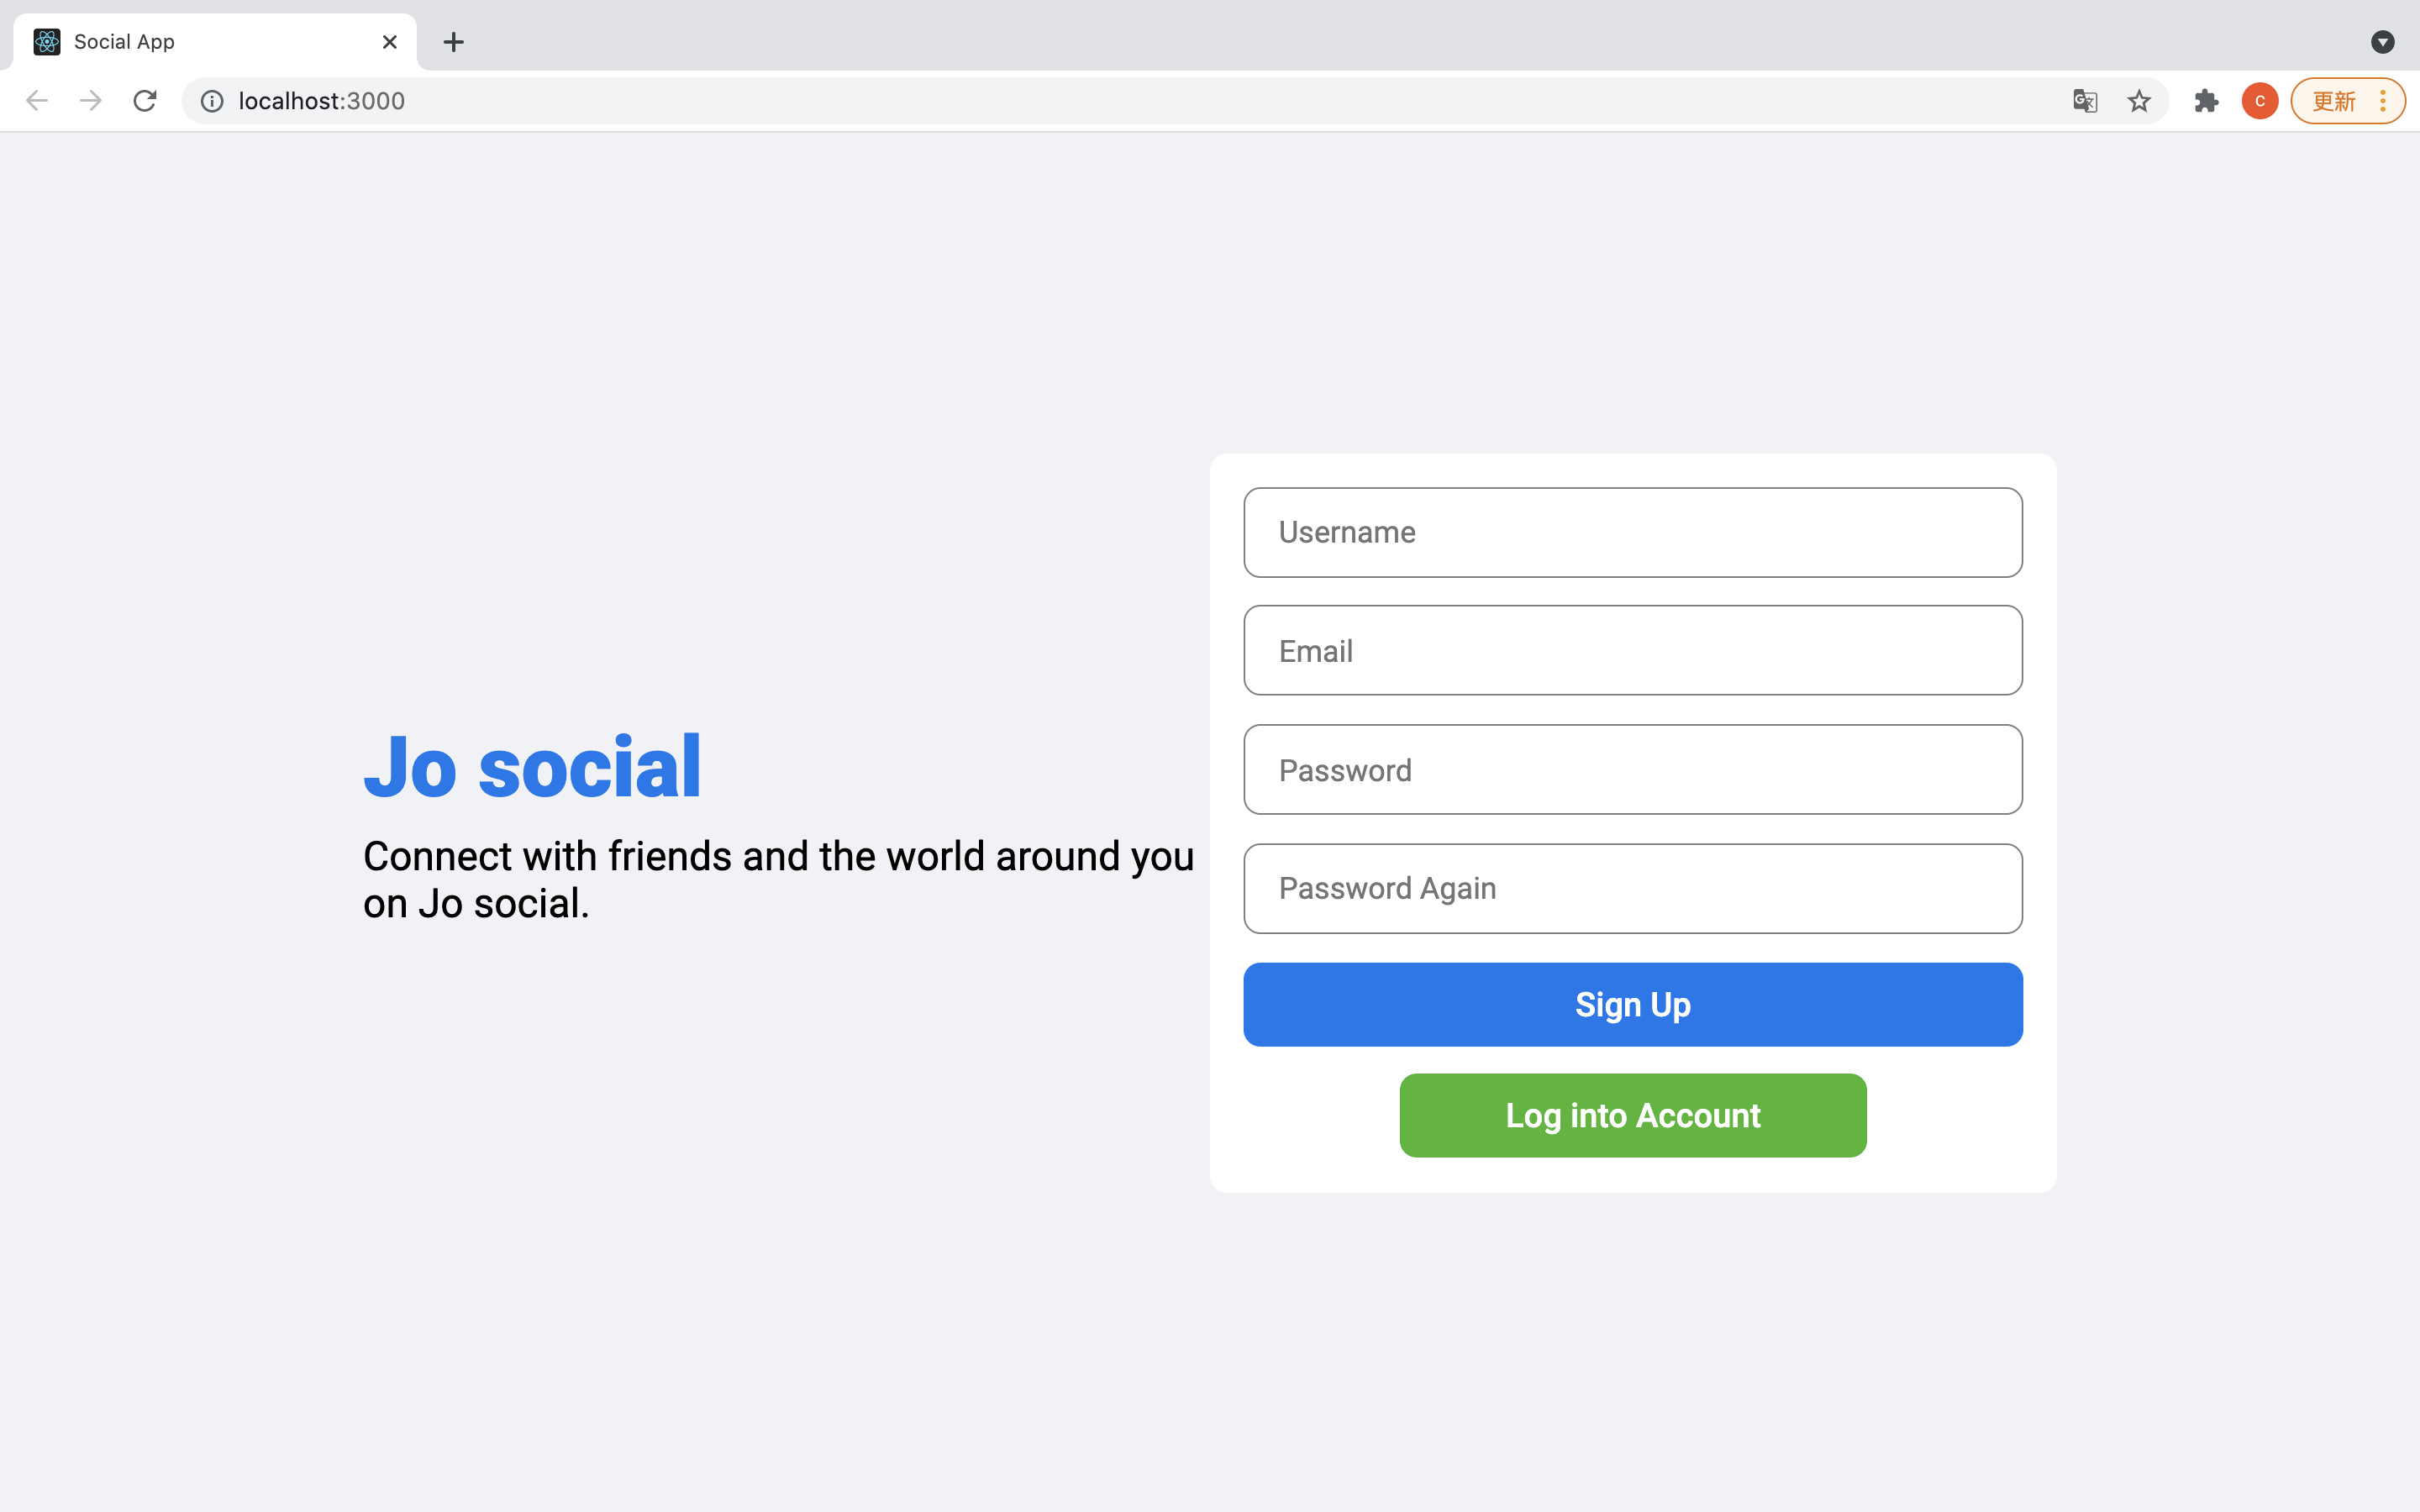 Social App
localhost:3000
C
更新
Jo social
Connect with friends and the world around you
on Jo social.
Username
Email
Password
Password Again
Sign Up
Log into Account